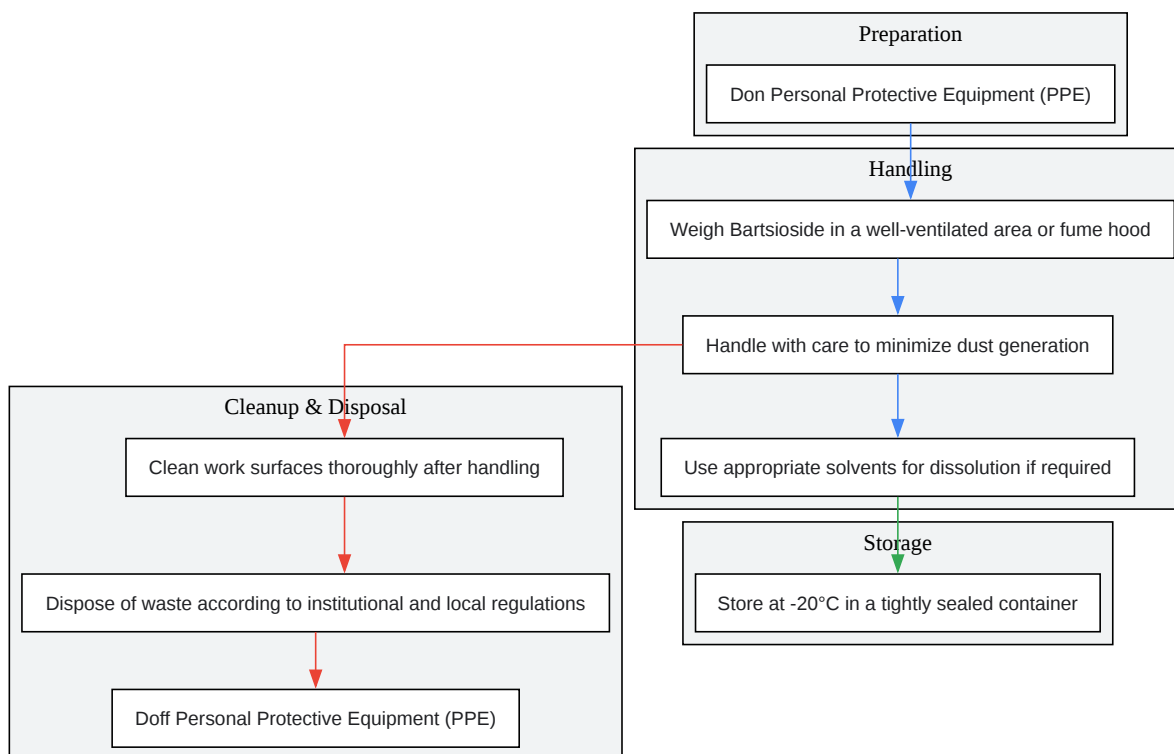 Preparation
Don Personal Protective Equipment (PPE)
Handling
Weigh Bartsioside in a well-ventilated area or fume hood
Handle with care to minimize dust generation
Use appropriate solvents for dissolution if required
Cleanup & Disposal
Clean work surfaces thoroughly after handling
Dispose of waste according to institutional and local regulations
Doff Personal Protective Equipment (PPE)
Storage
Store at -20°C in a tightly sealed container